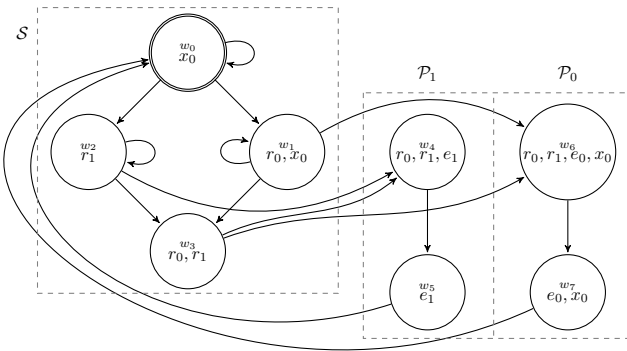 S
w₀
x₀
P₁
P₀
w₂
r₁
w₁
r₀, x₀
w₄
r₀, r₁, e₁
w₆
r₀, r₁, e₀, x₀
w₃
r₀, r₁
w₅
e₁
w₇
e₀, x₀